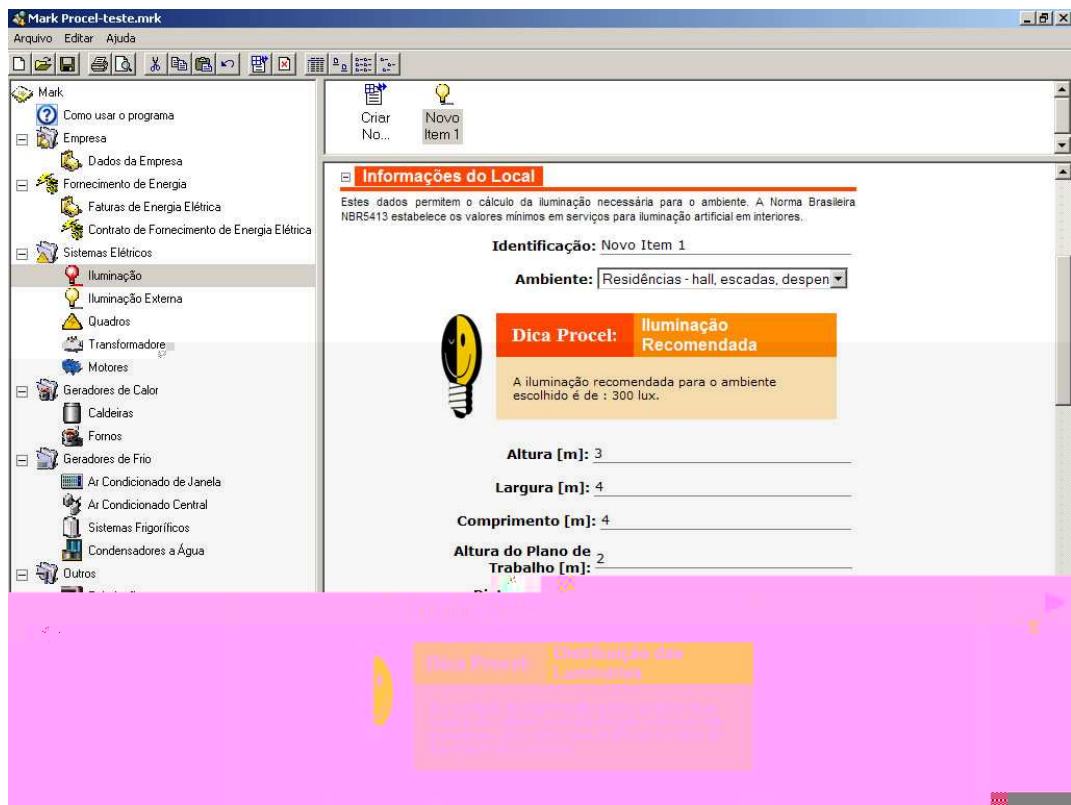 Mark Procel-teste.mrk
Arquivo Editar Ajuda
Mark
Como usar o programa
Empresa
Dados da Empresa
Fornecimento de Energia
Faturas de Energia Elétrica
Contrato de Fornecimento de Energia Elétrica
Sistemas Elétricos
Iluminação
Iluminação Externa
Quadros
Transformadore
Motores
Geradores de Calor
Caldeiras
Fornos
Geradores de Frio
Ar Condicionado de Janela
Ar Condicionado Central
Sistemas Frigoríficos
Condensadores a Água
Outros
Criar No...
Novo Item 1
Informações do Local
Estes dados permitem o cálculo da iluminação necessária para o ambiente. A Norma Brasileira
NBR5413 estabelece os valores mínimos em serviços para iluminação artificial em interiores.
Identificação: Novo Item 1
Ambiente: Residências - hall, escadas, despen
Dica Procel:
Iluminação
Recomendada
A iluminação recomendada para o ambiente
escolhido é de : 300 lux.
Altura [m]: 3
Largura [m]: 4
Comprimento [m]: 4
Altura do Plano de
Trabalho [m]: 2
Dica Procel:
Distribuição das
Luminárias